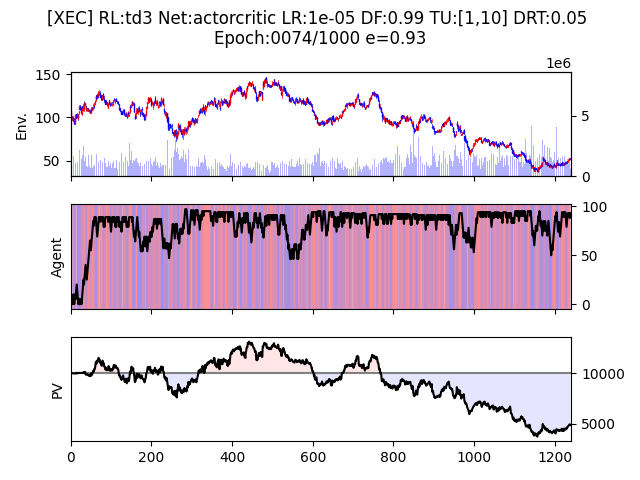 [XEC] RL:td3 Net:actorcritic LR:1e-05 DF:0.99 TU:[1,10] DRT:0.05
Epoch:0074/1000 e=0.93
1e6
150
100
50
Env.
5
0
Agent
100
50
0
PV
10000
5000
0 200 400 600 800 1000 1200